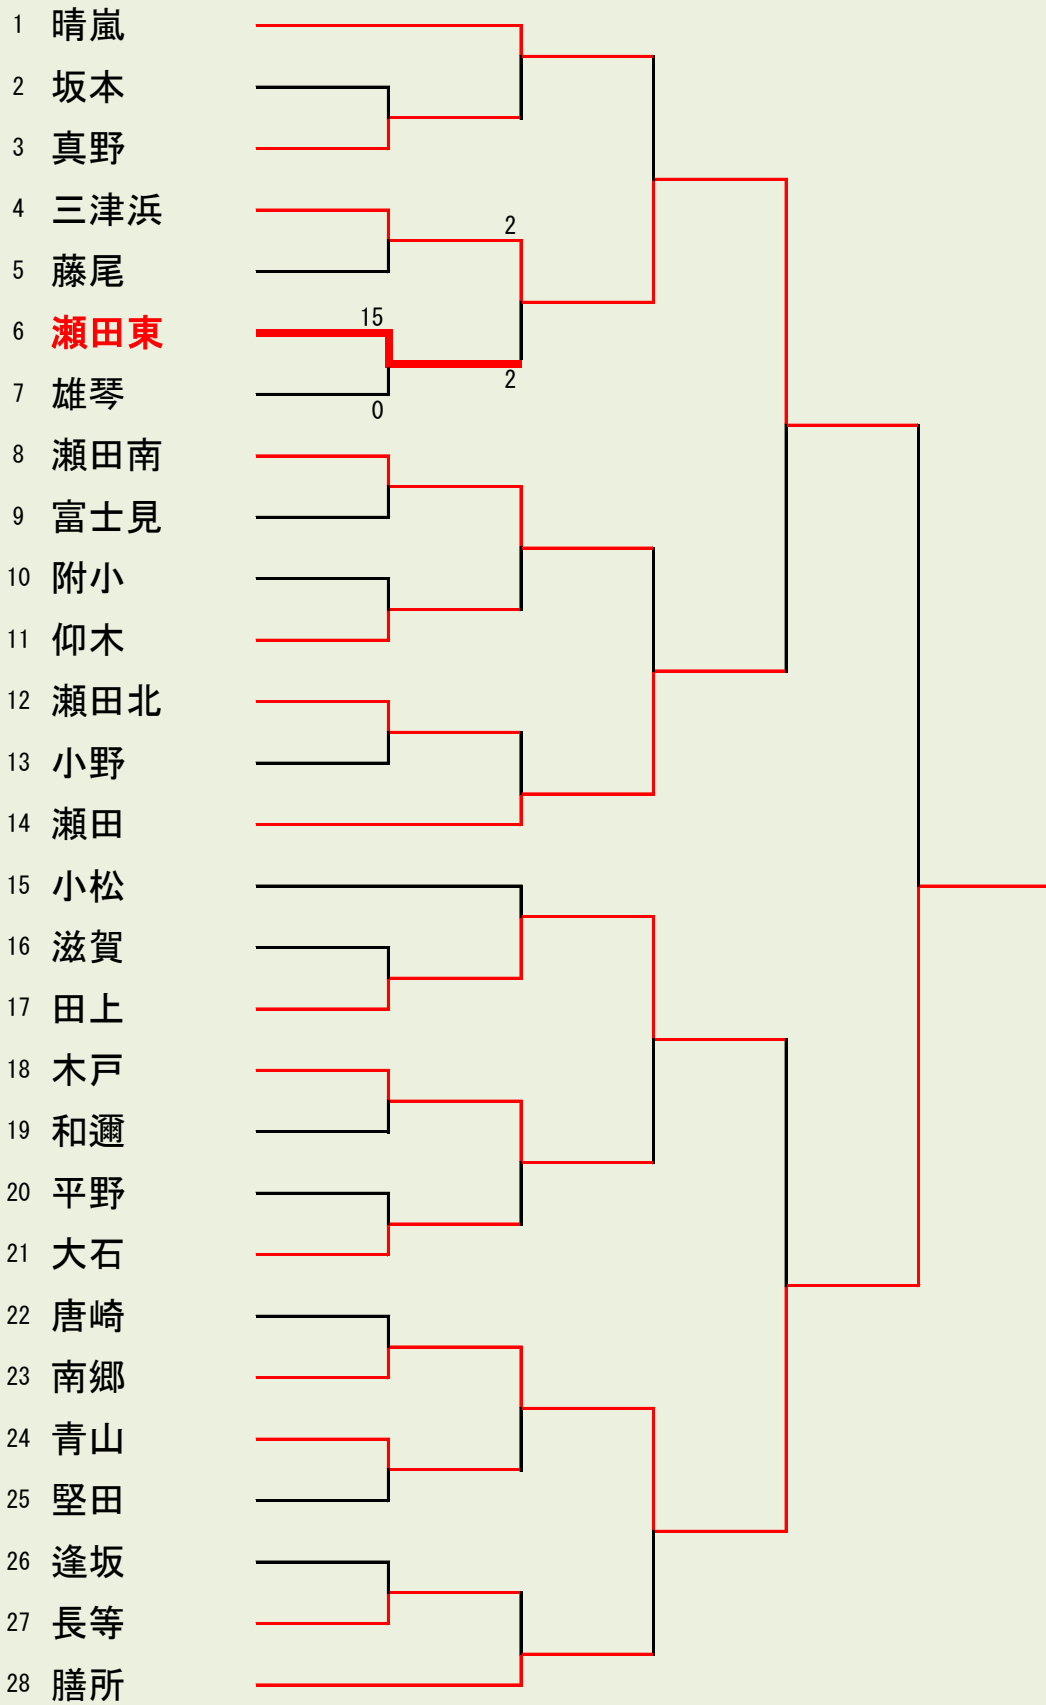 1 晴嵐
2 坂本
3 真野
4 三津浜
2
5 藤尾
15
6 瀬田東
2
7 雄琴
0
8 瀬田南
9 富士見
10 附小
11 仰木
12 瀬田北
13 小野
14 瀬田
15 小松
16 滋賀
17 田上
18 木戸
19 和邇
20 平野
21 大石
22 唐崎
23 南郷
24 青山
25 堅田
26 逢坂
27 長等
28 膳所